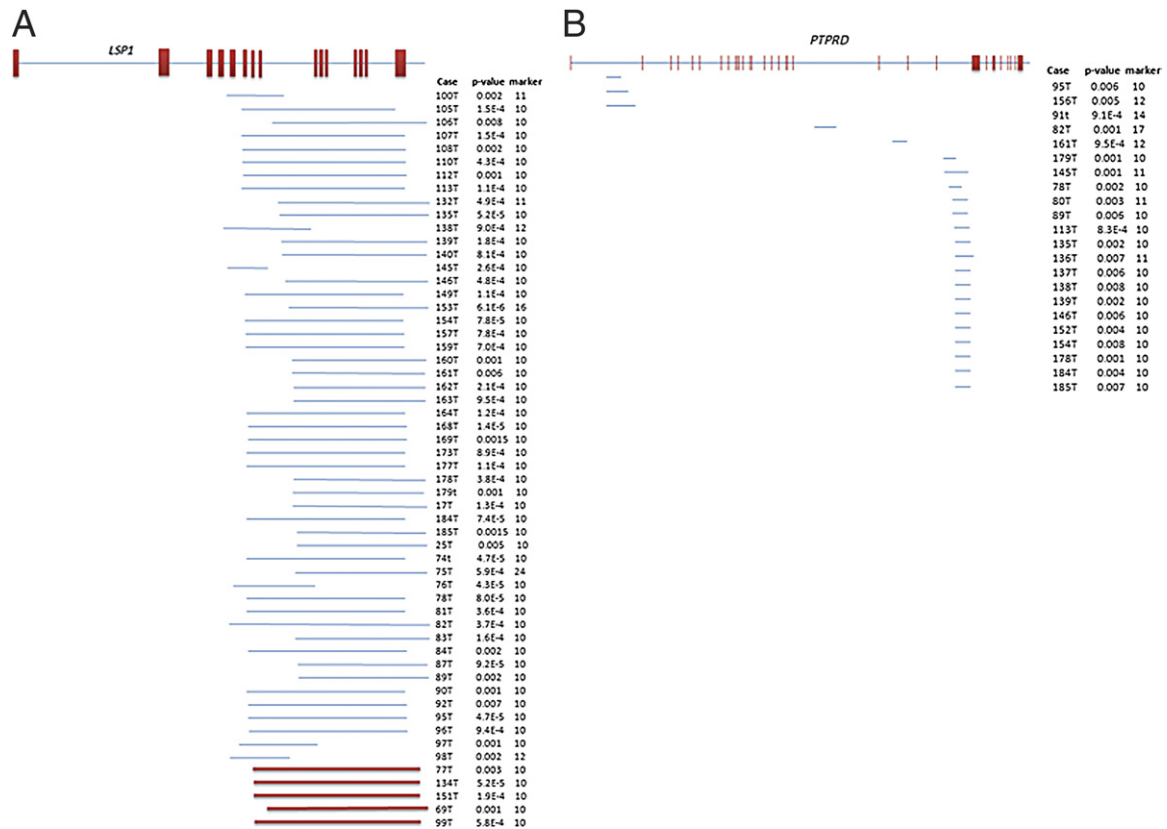 A
LSP1
Case p-value marker
100T 0.002 11
105T 1.5E-4 10
106T 0.008 10
107T 1.5E-4 10
108T 0.002 10
110T 4.3E-4 10
112T 0.001 10
113T 1.1E-4 10
132T 4.9E-4 11
135T 5.2E-5 10
138T 9.0E-4 12
139T 1.8E-4 10
140T 8.1E-4 10
145T 2.6E-4 10
146T 4.8E-4 10
149T 1.1E-4 10
153T 6.1E-6 16
154T 7.8E-5 10
157T 7.8E-4 10
159T 7.0E-4 10
160T 0.001 10
161T 0.006 10
162T 2.1E-4 10
163T 9.5E-4 10
164T 1.2E-4 10
168T 1.4E-5 10
169T 0.0015 10
173T 8.9E-4 10
177T 1.1E-4 10
178T 3.8E-4 10
179t 0.001 10
17T 1.3E-4 10
184T 7.4E-5 10
185T 0.0015 10
25T 0.005 10
74t 4.7E-5 10
75T 5.9E-4 24
76T 4.3E-5 10
78T 8.0E-5 10
81T 3.6E-4 10
82T 3.7E-4 10
83T 1.6E-4 10
84T 0.002 10
87T 9.2E-5 10
89T 0.002 10
90T 0.001 10
92T 0.007 10
95T 4.7E-5 10
96T 9.4E-4 10
97T 0.001 10
98T 0.002 12
77T 0.003 10
134T 5.2E-5 10
151T 1.9E-4 10
69T 0.001 10
99T 5.8E-4 10
B
PTPRD
Case p-value marker
95T 0.006 10
156T 0.005 12
91t 9.1E-4 14
82T 0.001 17
161T 9.5E-4 12
179T 0.001 10
145T 0.001 11
78T 0.002 10
80T 0.003 11
89T 0.006 10
113T 8.3E-4 10
135T 0.002 10
136T 0.007 11
137T 0.006 10
138T 0.008 10
139T 0.002 10
146T 0.006 10
152T 0.004 10
154T 0.008 10
178T 0.001 10
184T 0.004 10
185T 0.007 10